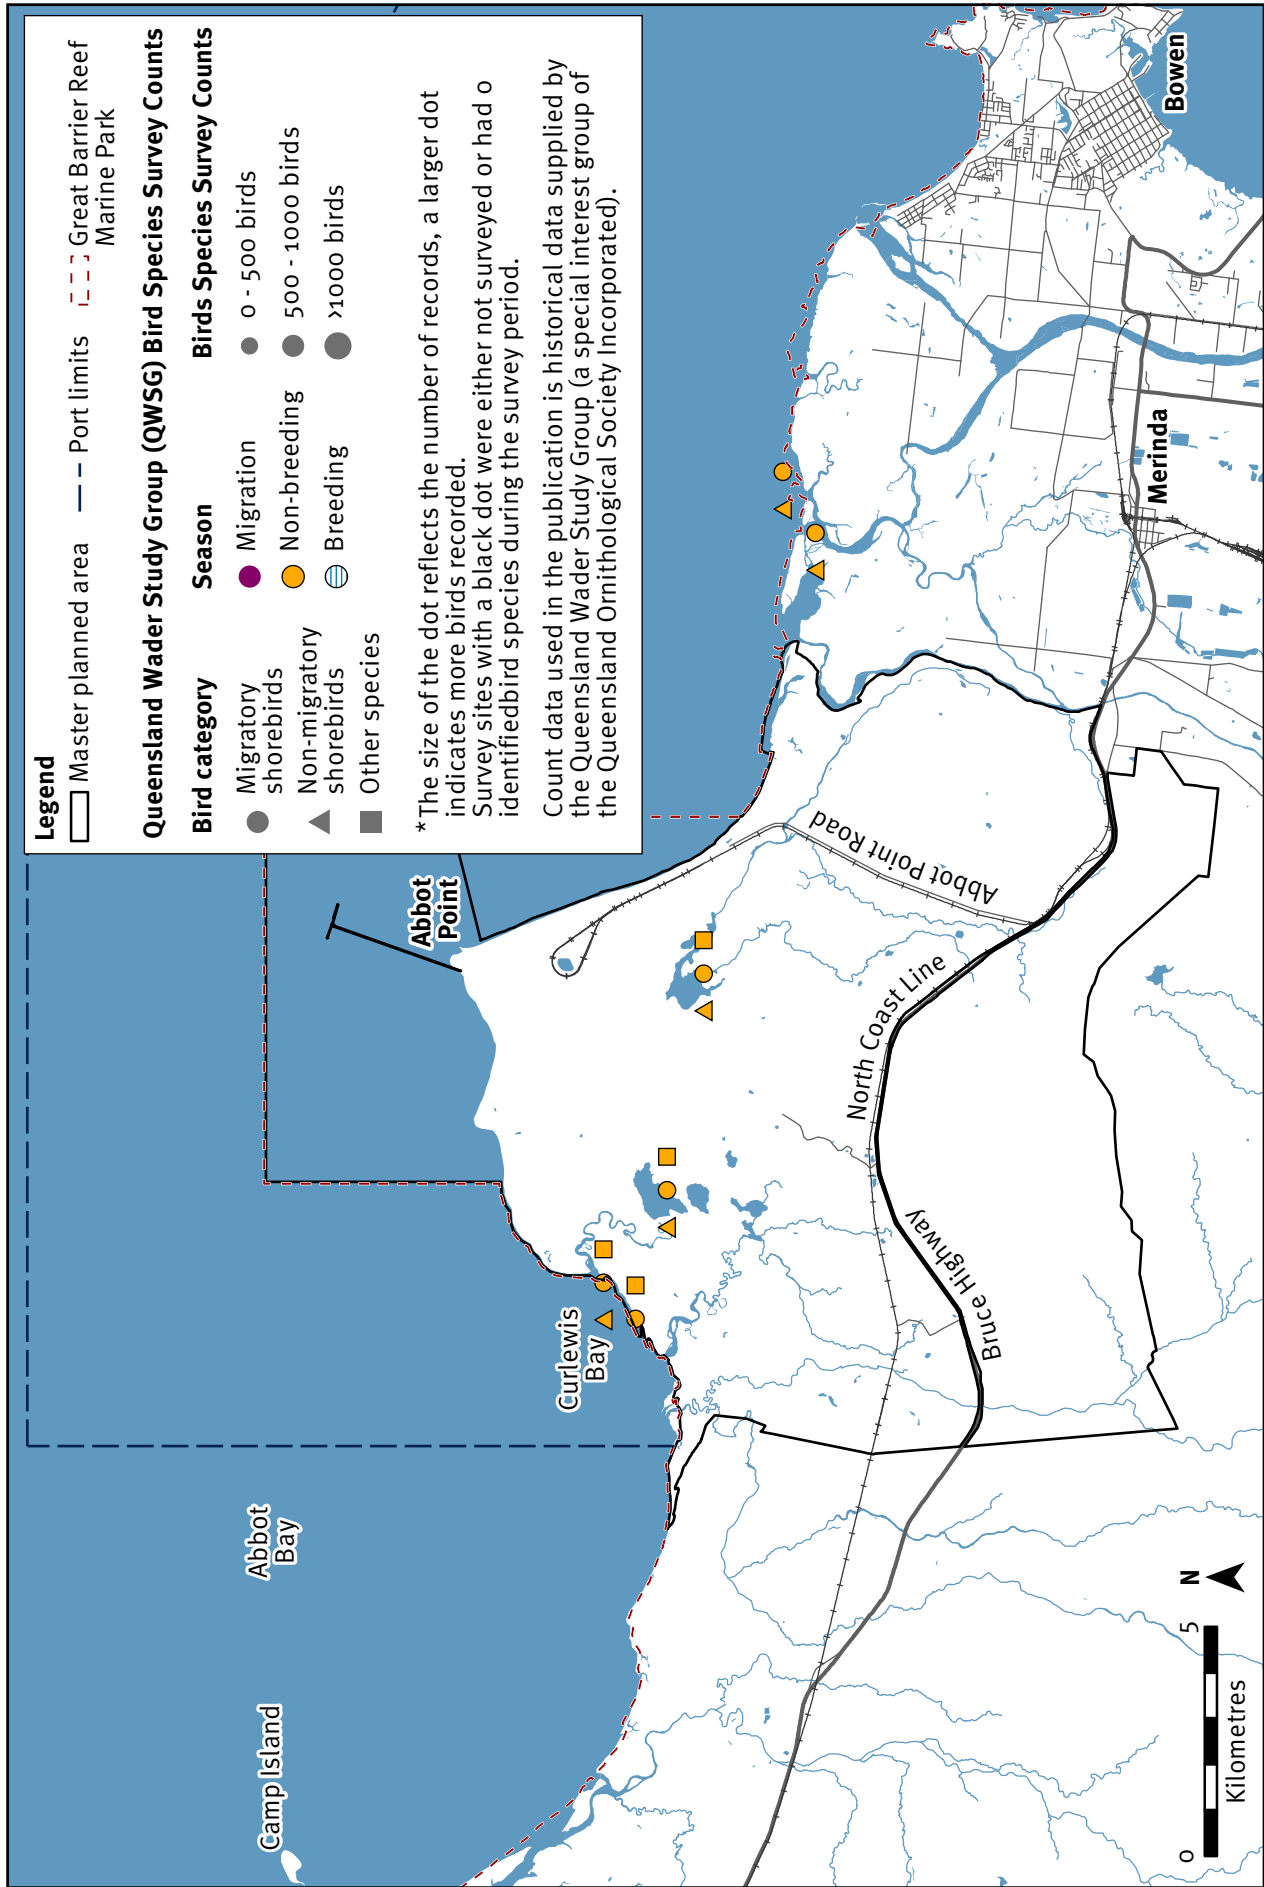 Legend
Master planned area
Port limits
Great Barrier Reef
Marine Park
Queensland Wader Study Group (QWSG) Bird Species Survey Counts
Bird category
Migratory
shorebirds
Non-migratory
shorebirds
Other species
Season
Migration
Non-breeding
Breeding
Birds Species Survey Counts
0 - 500 birds
500 - 1000 birds
>1000 birds
* The size of the dot reflects the number of records, a larger dot
indicates more birds recorded.
Survey sites with a black dot were either not surveyed or had 0
identifiedbird species during the survey period.
Count data used in the publication is historical data supplied by
the Queensland Wader Study Group (a special interest group of
the Queensland Ornithological Society Incorporated).
Camp Island
Abbot
Bay
Curlewis
Bay
Abbot
Point
Abbot Point Road
North Coast Line
Bruce Highway
Merinda
Bowen
N
0
5
Kilometres